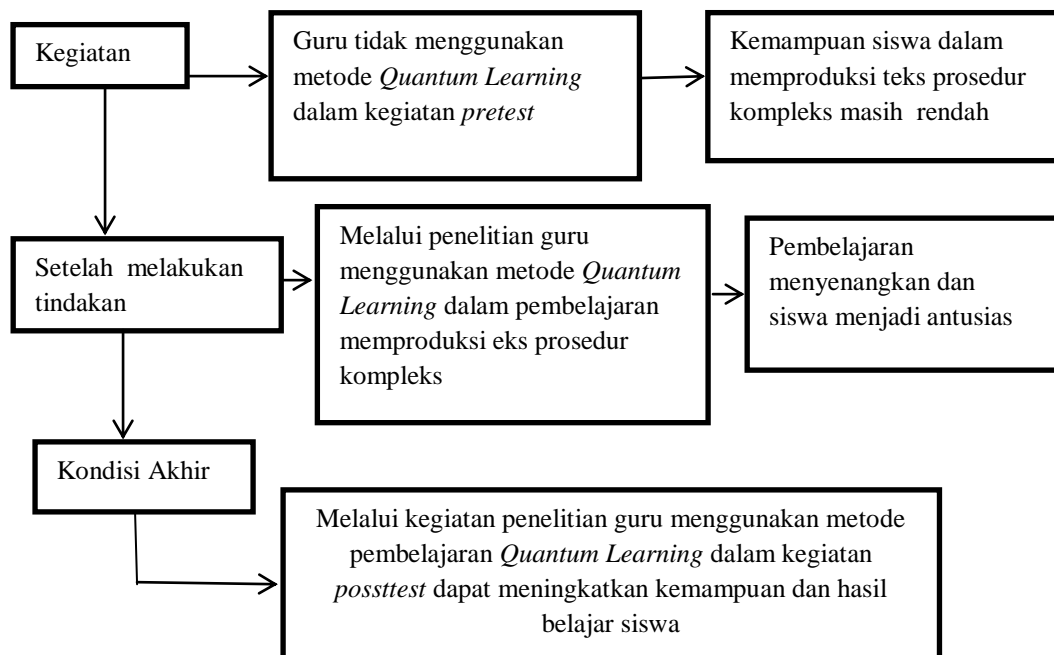 Kegiatan
Guru tidak menggunakan
metode Quantum Learning
dalam kegiatan pretest
Kemampuan siswa dalam
memproduksi teks prosedur
kompleks masih rendah
Setelah melakukan
tindakan
Melalui penelitian guru
menggunakan metode Quantum
Learning dalam pembelajaran
memproduksi eks prosedur
kompleks
Pembelajaran
menyenangkan dan
siswa menjadi antusias
Kondisi Akhir
Melalui kegiatan penelitian guru menggunakan metode
pembelajaran Quantum Learning dalam kegiatan
possttest dapat meningkatkan kemampuan dan hasil
belajar siswa